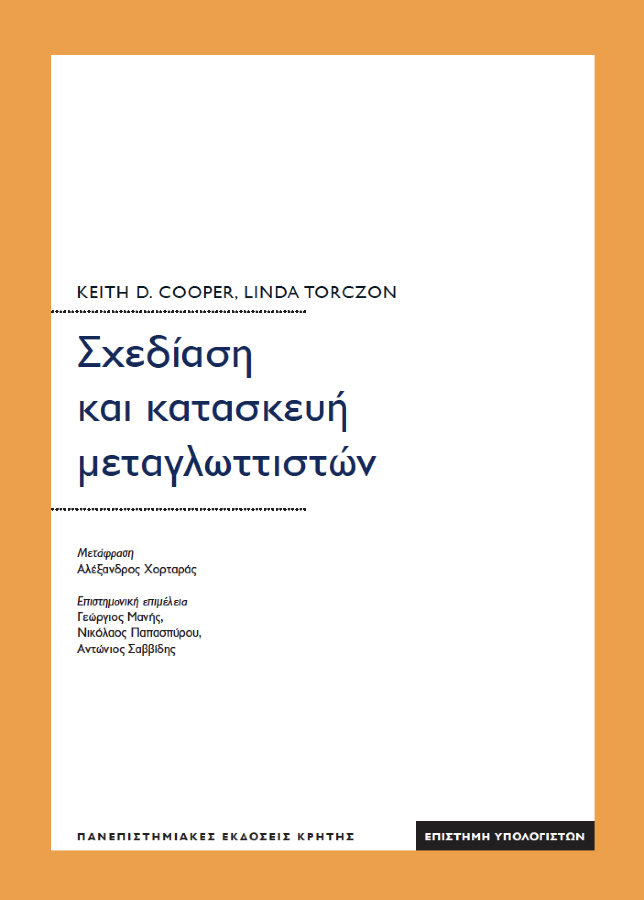 KEITH D. COOPER, LINDA TORCZON
Σχεδίαση
και κατασκευή
μεταγλωττιστών
Μετάφραση
Αλέξανδρος Χορταράς
Επιστημονική επιμέλεια
Γεώργιος Μανής,
Νικόλαος Παπασπύρου,
Αντώνιος Σαββίδης
ΠΑΝΕΠΙΣΤΗΜΙΑΚΕΣ ΕΚΔΟΣΕΙΣ ΚΡΗΤΗΣ
ΕΠΙΣΤΗΜΗ ΥΠΟΛΟΓΙΣΤΩΝ